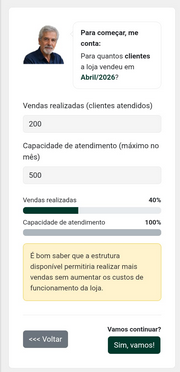 Para começar, me
conta:
Para quantos clientes
a loja vendeu em
Abril/2026?
Vendas realizadas (clientes atendidos)
200
Capacidade de atendimento (máximo no
mês)
500
Vendas realizadas 40%
Capacidade de atendimento 100%
É bom saber que a estrutura
disponível permitiria realizar mais
vendas sem aumentar os custos de
funcionamento da loja.
Vamos continuar?
<<< Voltar
Sim, vamos!